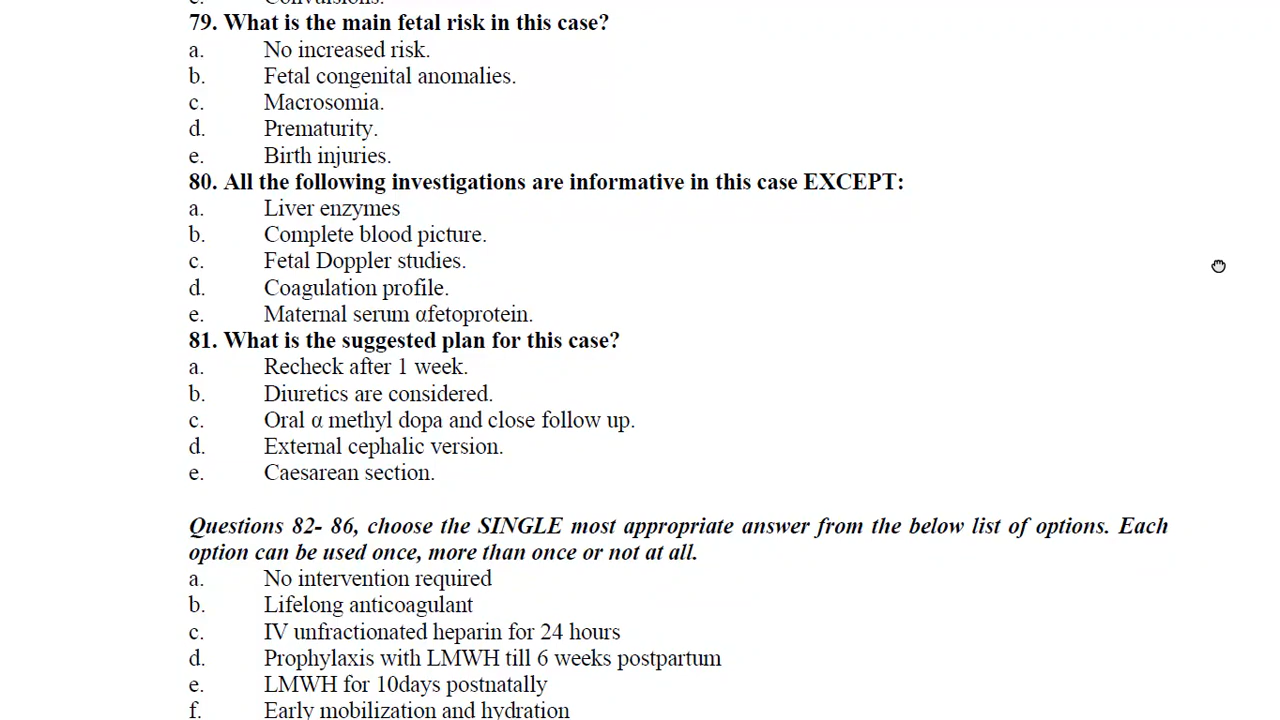 e. Convulsions.
79. What is the main fetal risk in this case?
a. No increased risk.
b. Fetal congenital anomalies.
c. Macrosomia.
d. Prematurity.
e. Birth injuries.
80. All the following investigations are informative in this case EXCEPT:
a. Liver enzymes
b. Complete blood picture.
c. Fetal Doppler studies.
d. Coagulation profile.
e. Maternal serum αfetoprotein.
81. What is the suggested plan for this case?
a. Recheck after 1 week.
b. Diuretics are considered.
c. Oral α methyl dopa and close follow up.
d. External cephalic version.
e. Caesarean section.
Questions 82- 86, choose the SINGLE most appropriate answer from the below list of options. Each
option can be used once, more than once or not at all.
a. No intervention required
b. Lifelong anticoagulant
c. IV unfractionated heparin for 24 hours
d. Prophylaxis with LMWH till 6 weeks postpartum
e. LMWH for 10days postnatally
f. Early mobilization and hydration